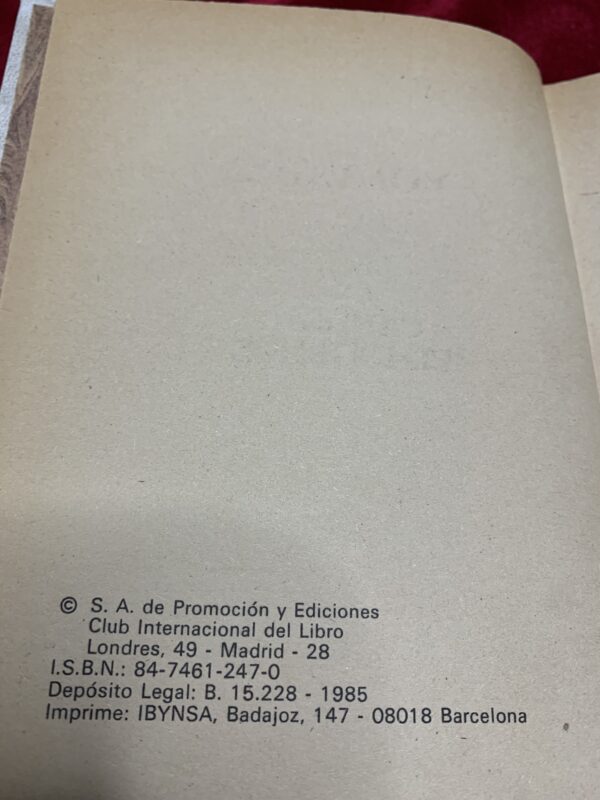 © S. A. de Promoción y Ediciones
Club Internacional del Libro
Londres, 49 - Madrid - 28
I.S.B.N.: 84-7461-247-0
Depósito Legal: B. 15.228 - 1985
Imprime: IBYNSA, Badajoz, 147 - 08018 Barcelona